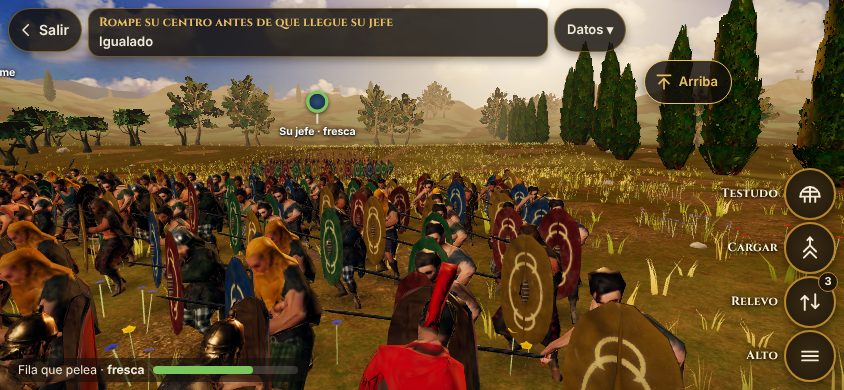 Salir
Rompe su centro antes de que llegue su jefe
Igualado
Datos ▾
me
Arriba
Su jefe · fresca
Testudo
Cargar
3
Relevo
Alto
Fila que pelea · fresca